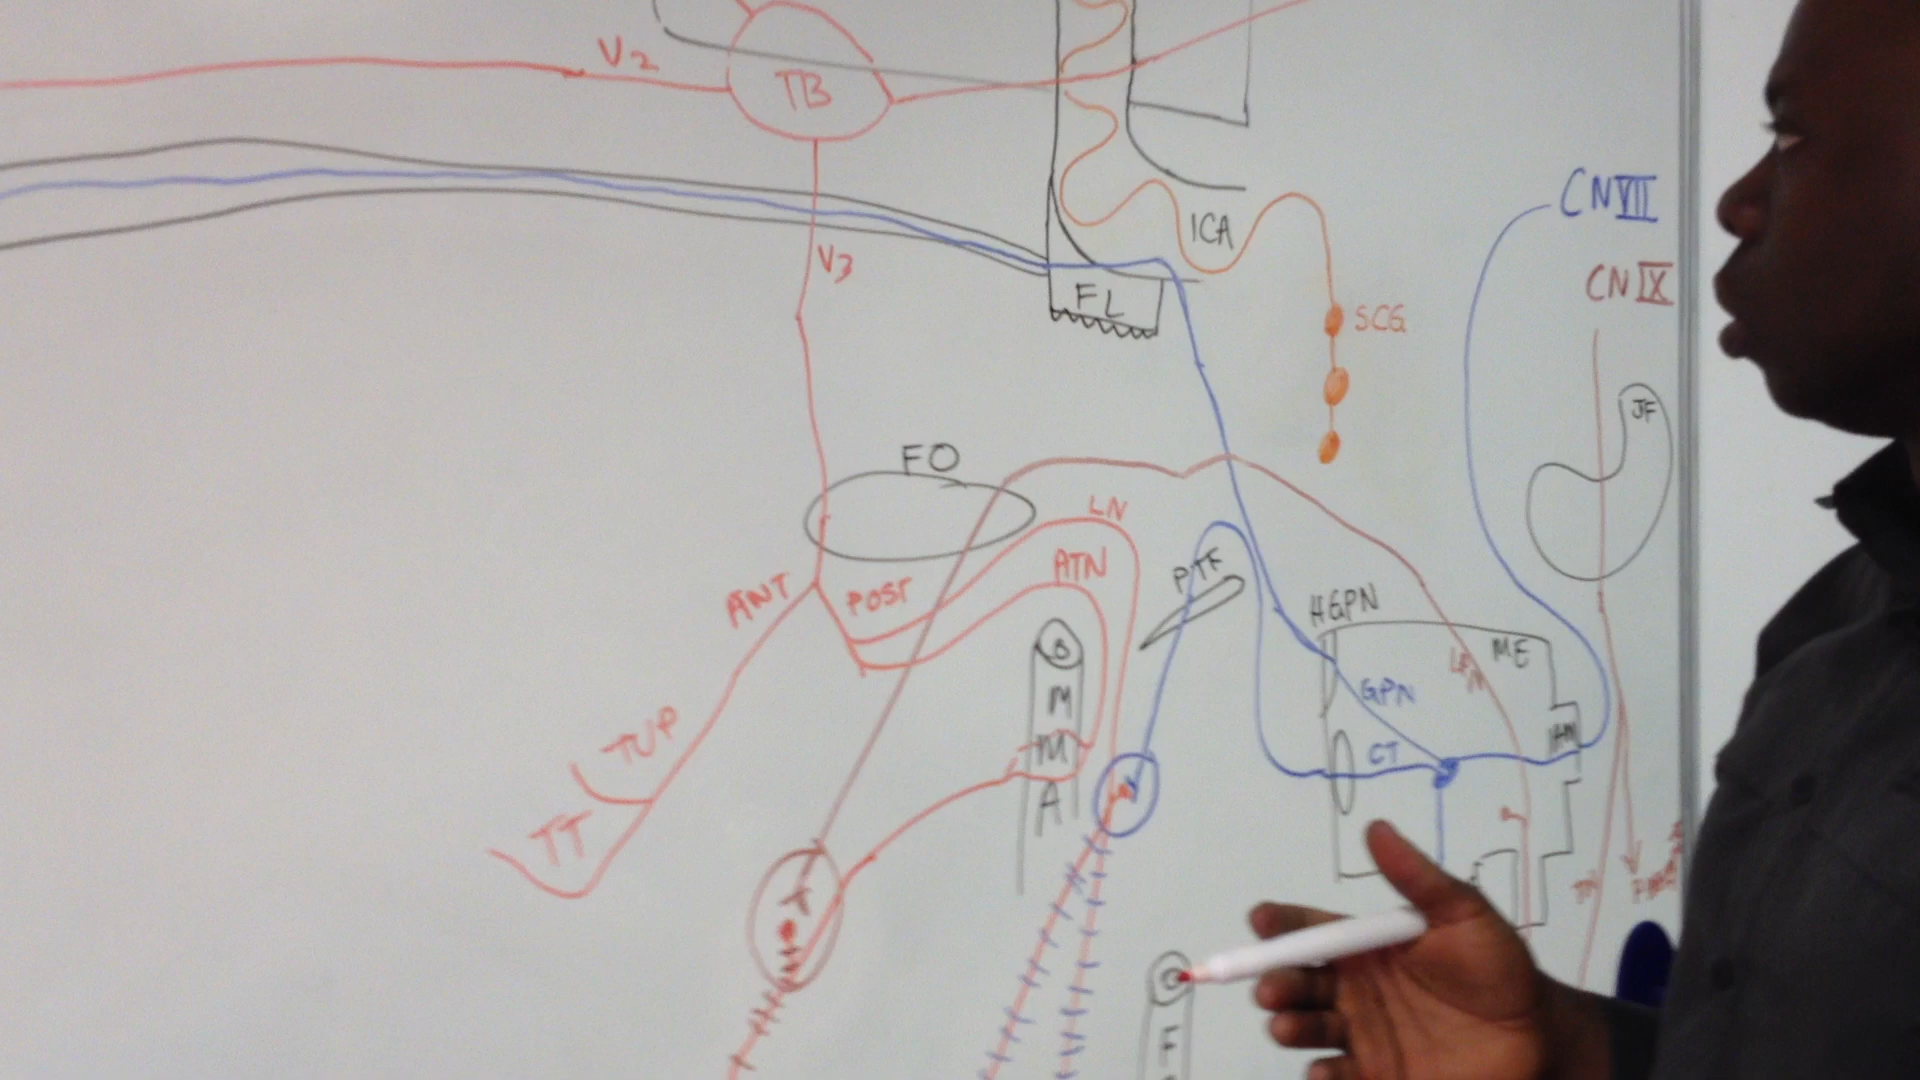 V2
TB
CN VII
ICA
V3
CN IX
FL
SCG
JF
FO
LN
ATN
PTF
ANT
POST
HGPN
ME
GPN
TUP
M
M
A
CT
TT
F